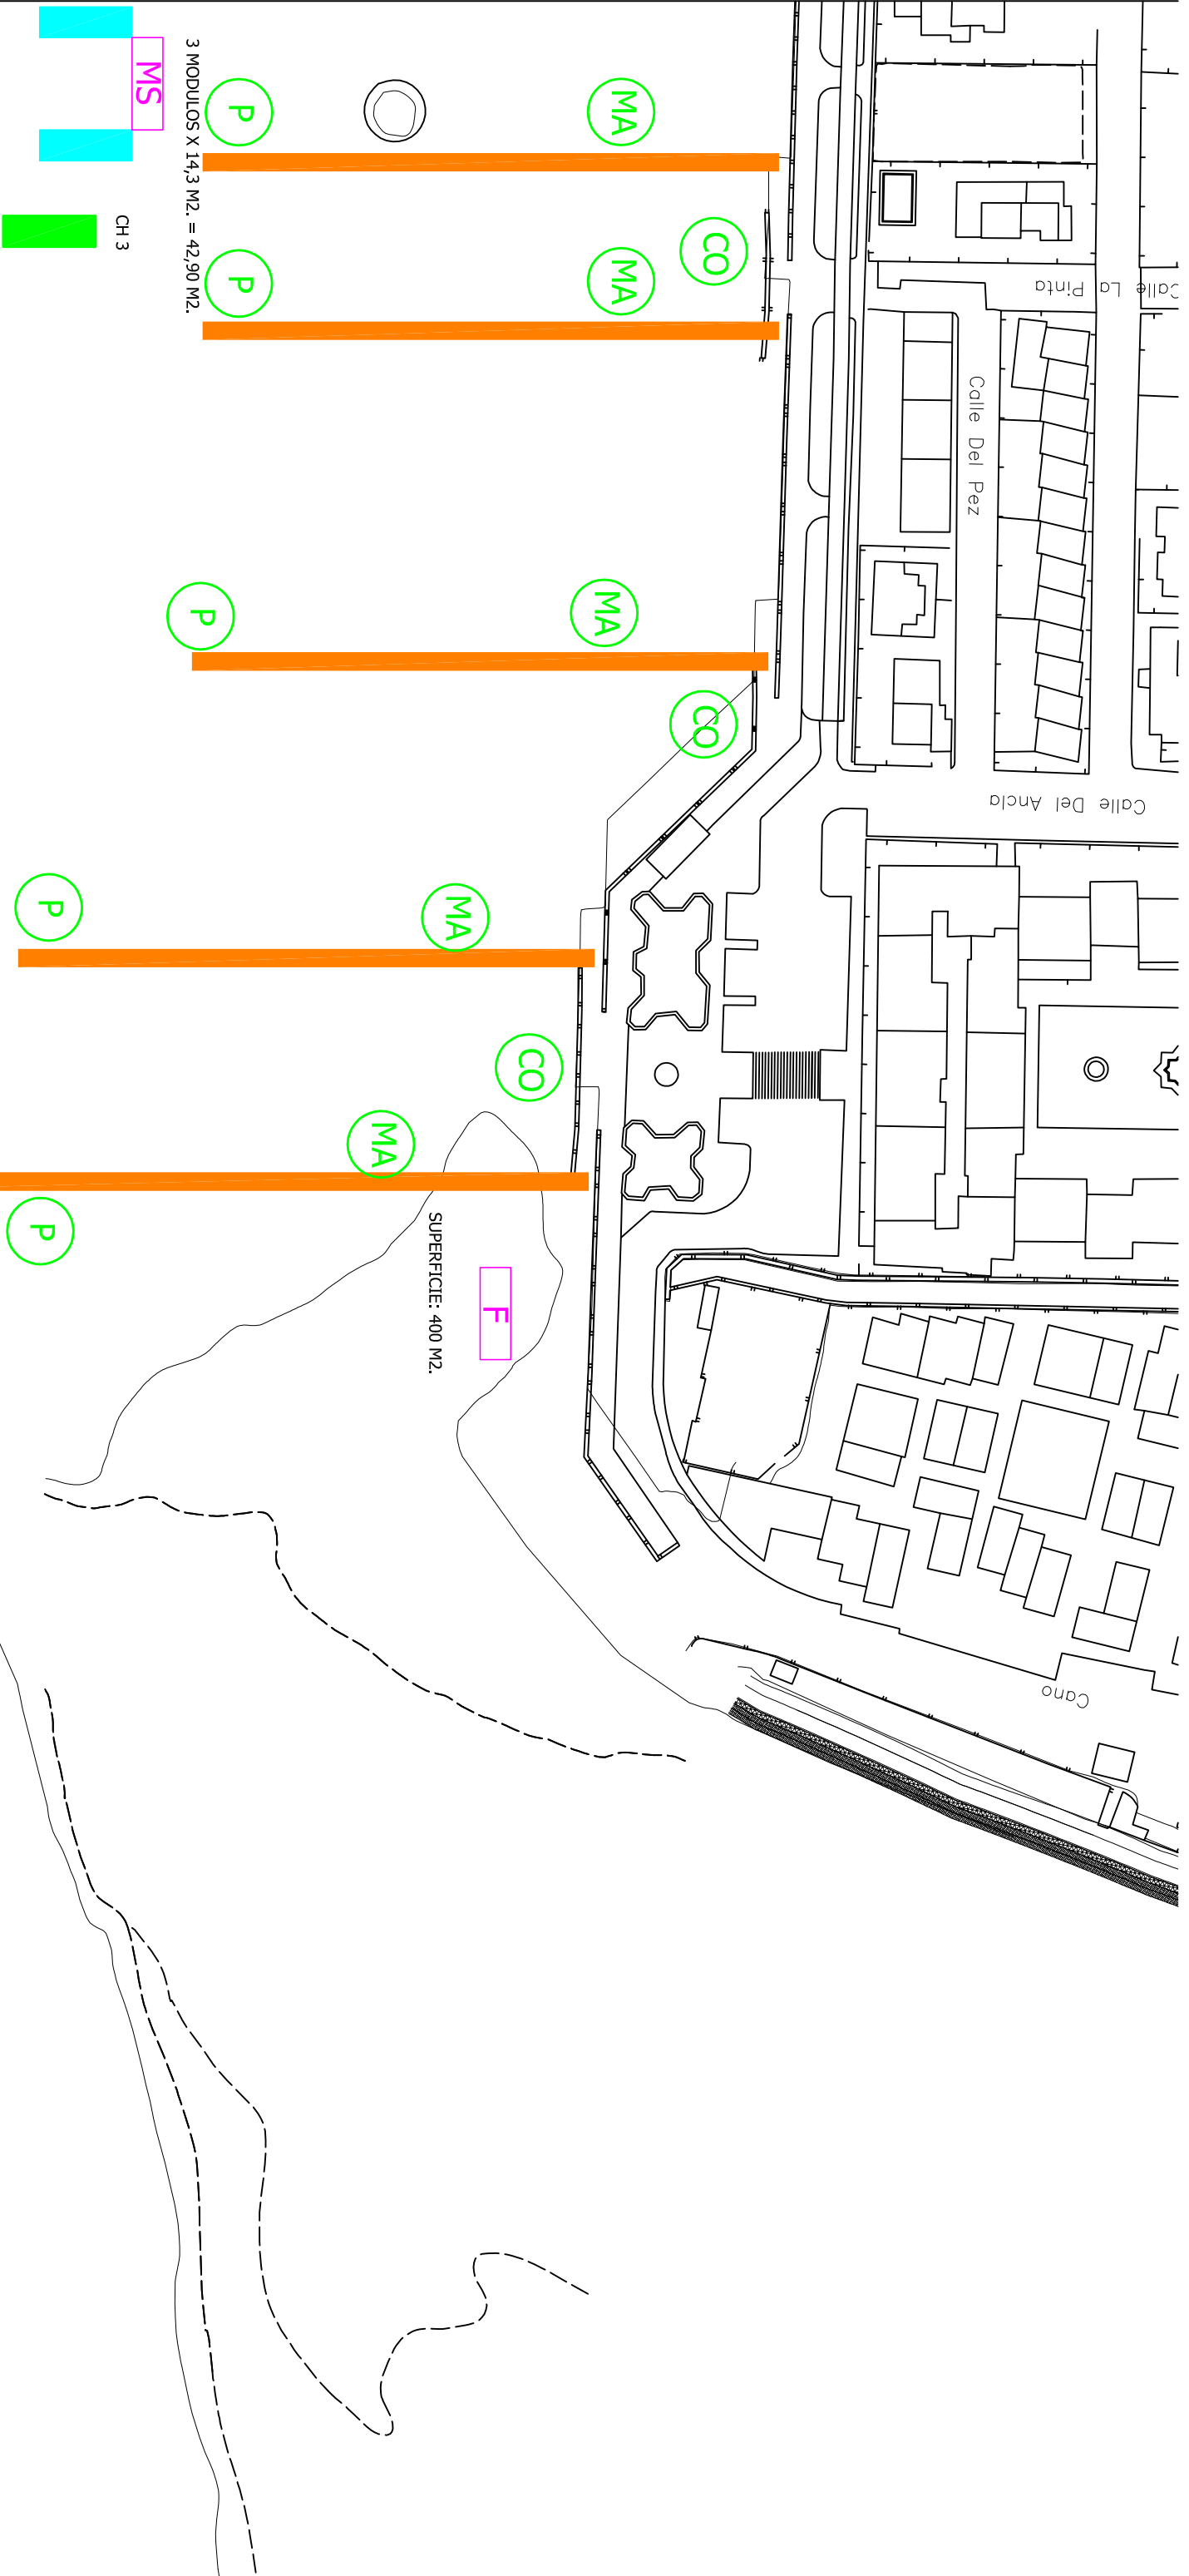 MS
3 MODULOS X 14,3 M2. = 42,90 M2.
CH 3
P
MA
CO
P
MA
P
MA
CO
P
MA
CO
MA
P
F
SUPERFICIE: 400 M2.
Calle La Pinta
Calle Del Pez
Calle Del Ancla
Cano